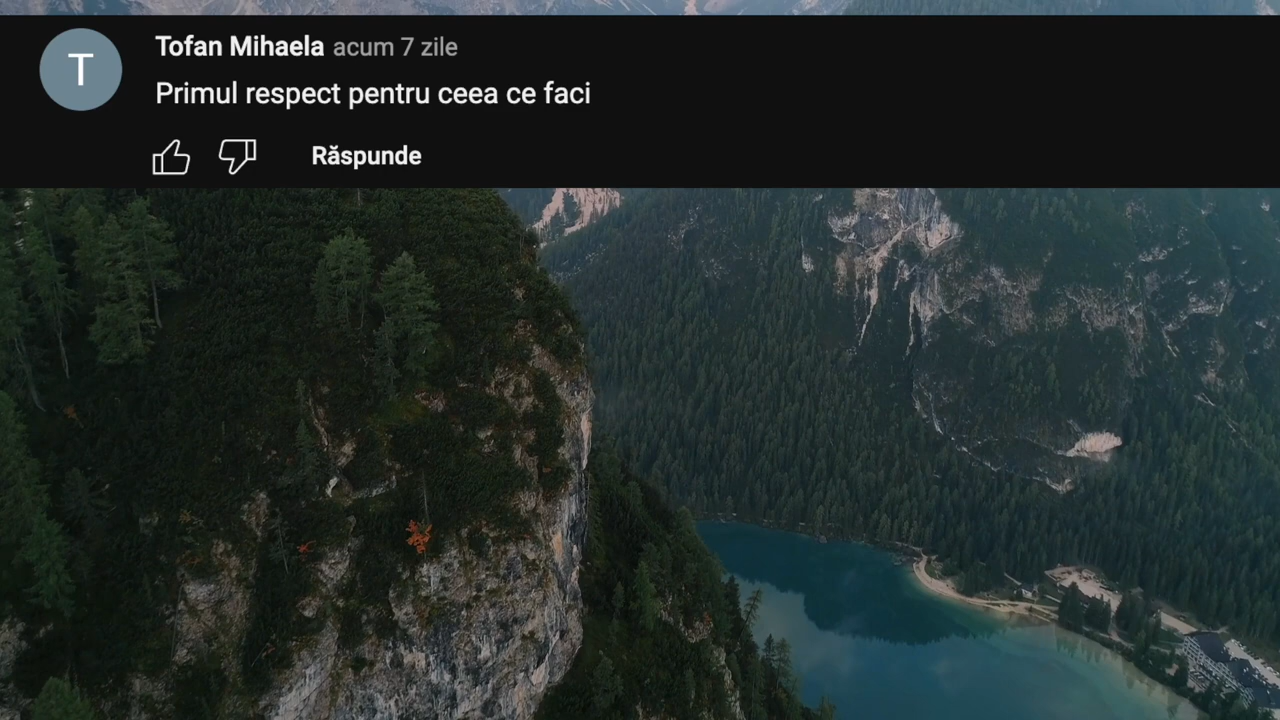 T
Tofan Mihaela acum 7 zile
Primul respect pentru ceea ce faci
Răspunde